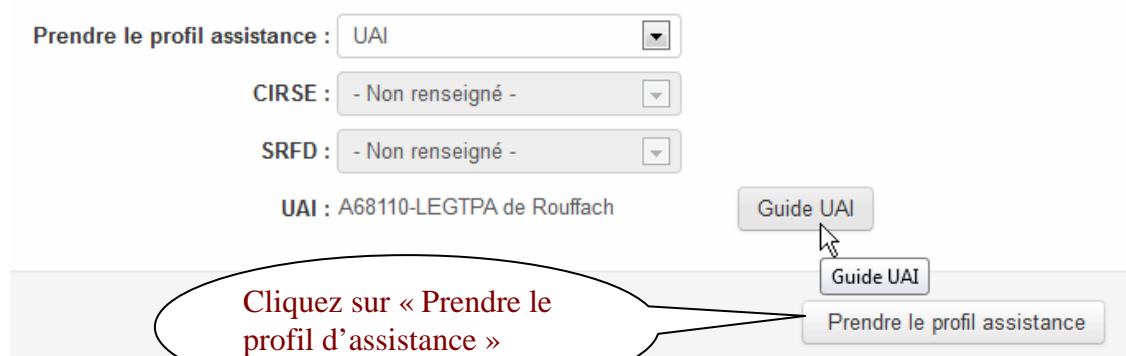 Prendre le profil assistance : UAI
CIRSE : - Non renseigné -
SRFD : - Non renseigné -
UAI : A68110-LEGTPA de Rouffach Guide UAI
Guide UAI
Cliquez sur « Prendre le
profil d’assistance »
Prendre le profil assistance